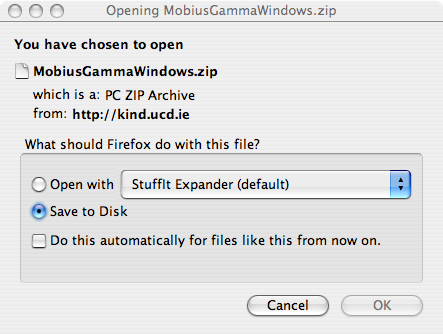 Opening MobiusGammaWindows.zip
You have chosen to open
MobiusGammaWindows.zip
which is a: PC ZIP Archive
from: http://kind.ucd.ie
What should Firefox do with this file?
Open with StuffIt Expander (default)
Save to Disk
Do this automatically for files like this from now on.
Cancel OK